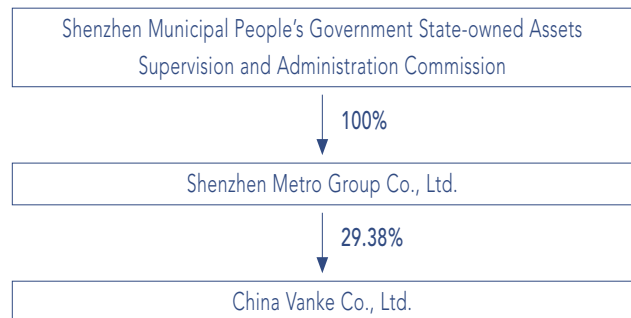 Shenzhen Municipal People’s Government State-owned Assets
Supervision and Administration Commission
100%
Shenzhen Metro Group Co., Ltd.
29.38%
China Vanke Co., Ltd.